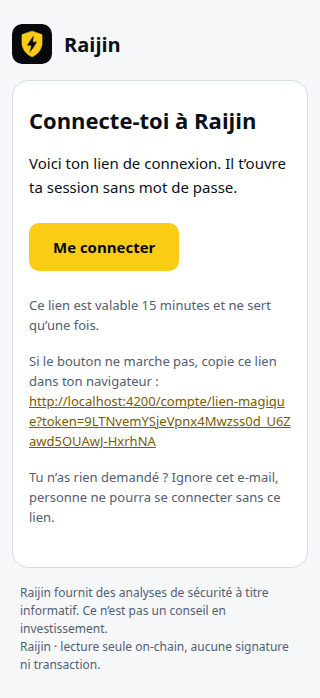 Raijin
Connecte-toi à Raijin
Voici ton lien de connexion. Il t’ouvre
ta session sans mot de passe.
Me connecter
Ce lien est valable 15 minutes et ne sert
qu’une fois.
Si le bouton ne marche pas, copie ce lien
dans ton navigateur :
http://localhost:4200/compte/lien-magiqu
e?token=9LTNvemYSjeVpnx4Mwzss0d_U6Z
awd5OUAwJ-HxrhNA
Tu n’as rien demandé ? Ignore cet e-mail,
personne ne pourra se connecter sans ce
lien.
Raijin fournit des analyses de sécurité à titre
informatif. Ce n’est pas un conseil en
investissement.
Raijin · lecture seule on-chain, aucune signature
ni transaction.